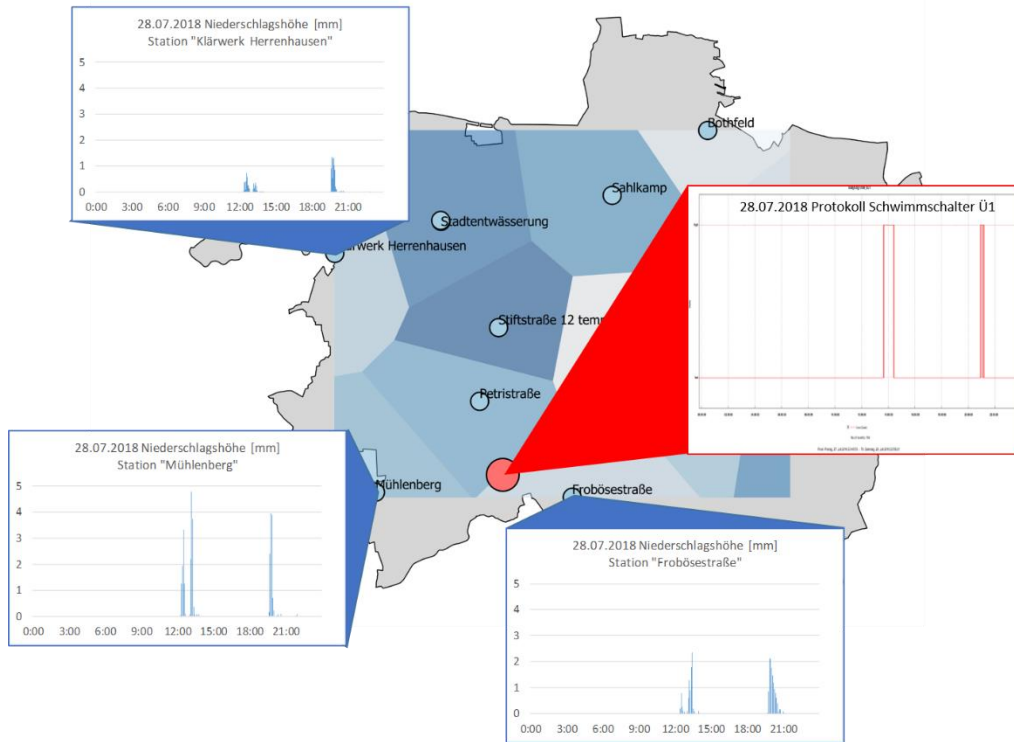 28.07.2018 Niederschlagshöhe [mm]
Station "Klärwerk Herrenhausen"
5
4
3
2
1
0
0:00 3:00 6:00 9:00 12:00 15:00 18:00 21:00
Bothfeld
Sahlkamp
Stadtentwässerung
Herrenhausen
28.07.2018 Protokoll Schwimmschalter Ü1
Stiftstraße 12
Petristraße
28.07.2018 Niederschlagshöhe [mm]
Station "Mühlenberg"
5
4
3
2
1
0
0:00 3:00 6:00 9:00 12:00 15:00 18:00 21:00
Mühlenberg
Frobösestraße
28.07.2018 Niederschlagshöhe [mm]
Station "Frobösestraße"
5
4
3
2
1
0
0:00 3:00 6:00 9:00 12:00 15:00 18:00 21:00